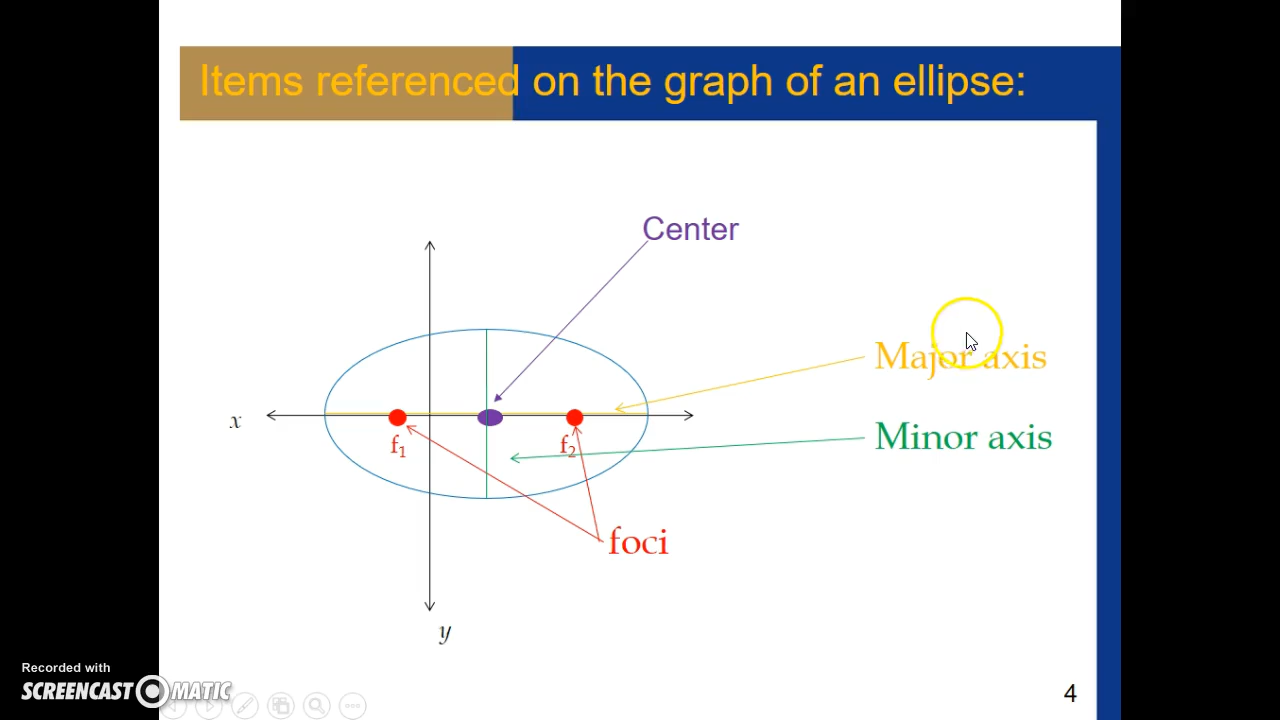 Items referenced on the graph of an ellipse:
Center
Major axis
x
f1
f2
Minor axis
foci
y
Recorded with
SCREENCAST MATIC
4